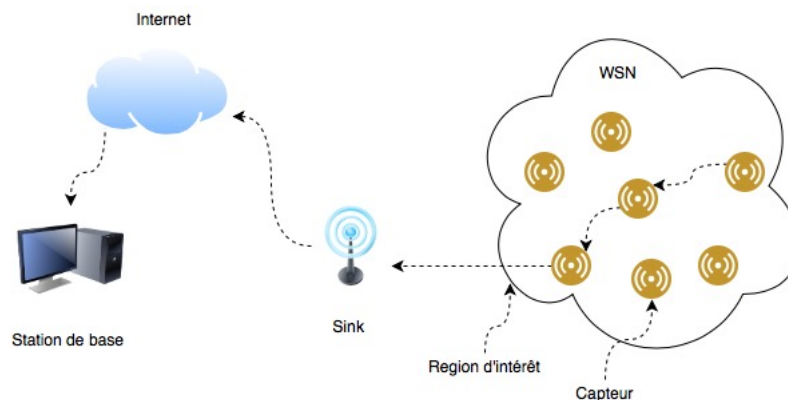 Internet
WSN
Station de base
Sink
Region d'intérêt
Capteur